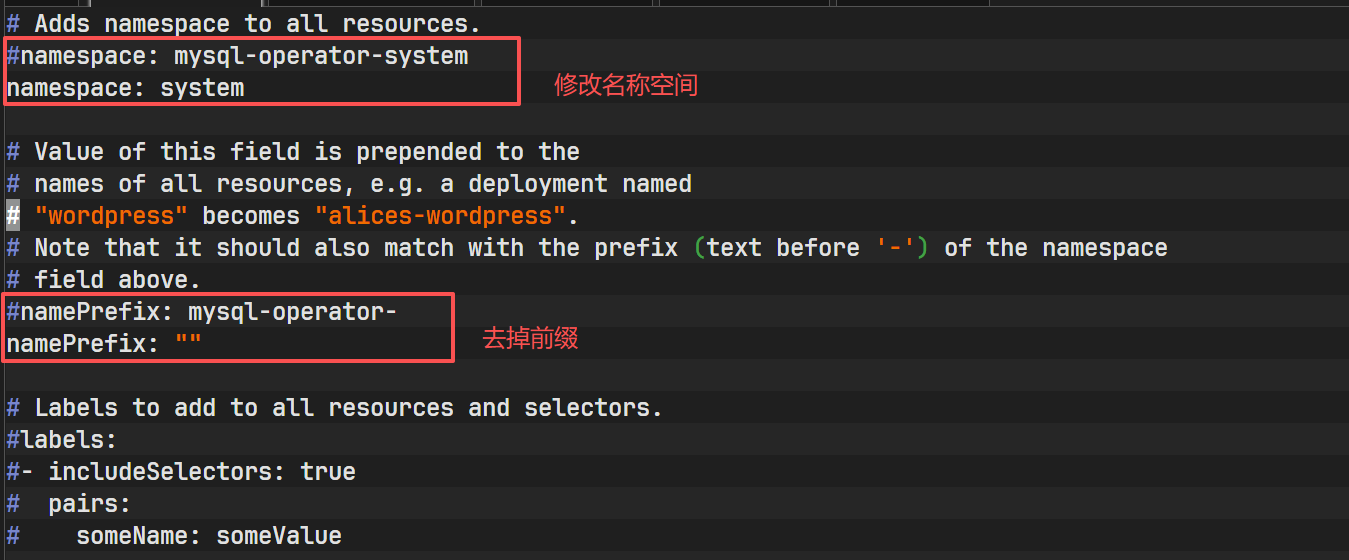 # Adds namespace to all resources.
#namespace: mysql-operator-system
namespace: system
修改名称空间
# Value of this field is prepended to the
# names of all resources, e.g. a deployment named
# "wordpress" becomes "alices-wordpress".
# Note that it should also match with the prefix (text before '-') of the namespace
# field above.
#namePrefix: mysql-operator-
namePrefix: ""
去掉前缀
# Labels to add to all resources and selectors.
#labels:
#- includeSelectors: true
#  pairs:
#    someName: someValue